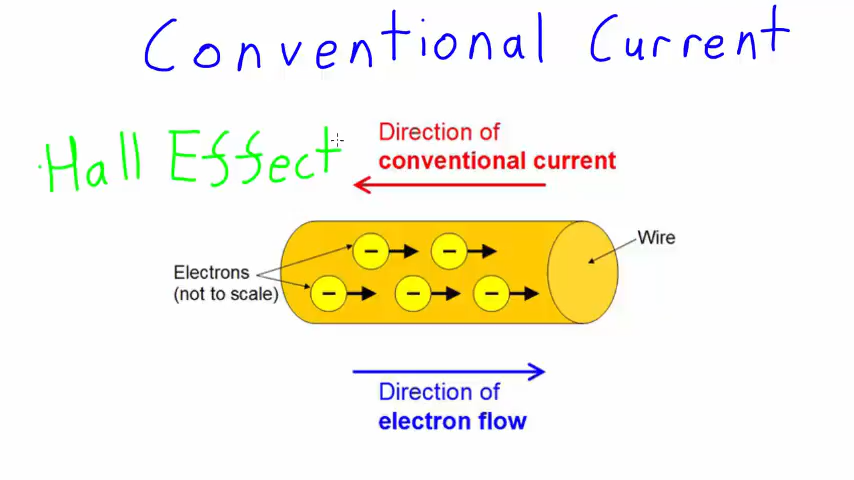 Conventional Current
Hall Effect
Direction of
conventional current
Wire
Electrons
(not to scale)
Direction of
electron flow